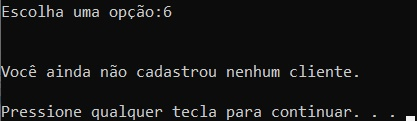 Escolha uma opção:6
Você ainda não cadastrou nenhum cliente.
Pressione qualquer tecla para continuar. . .